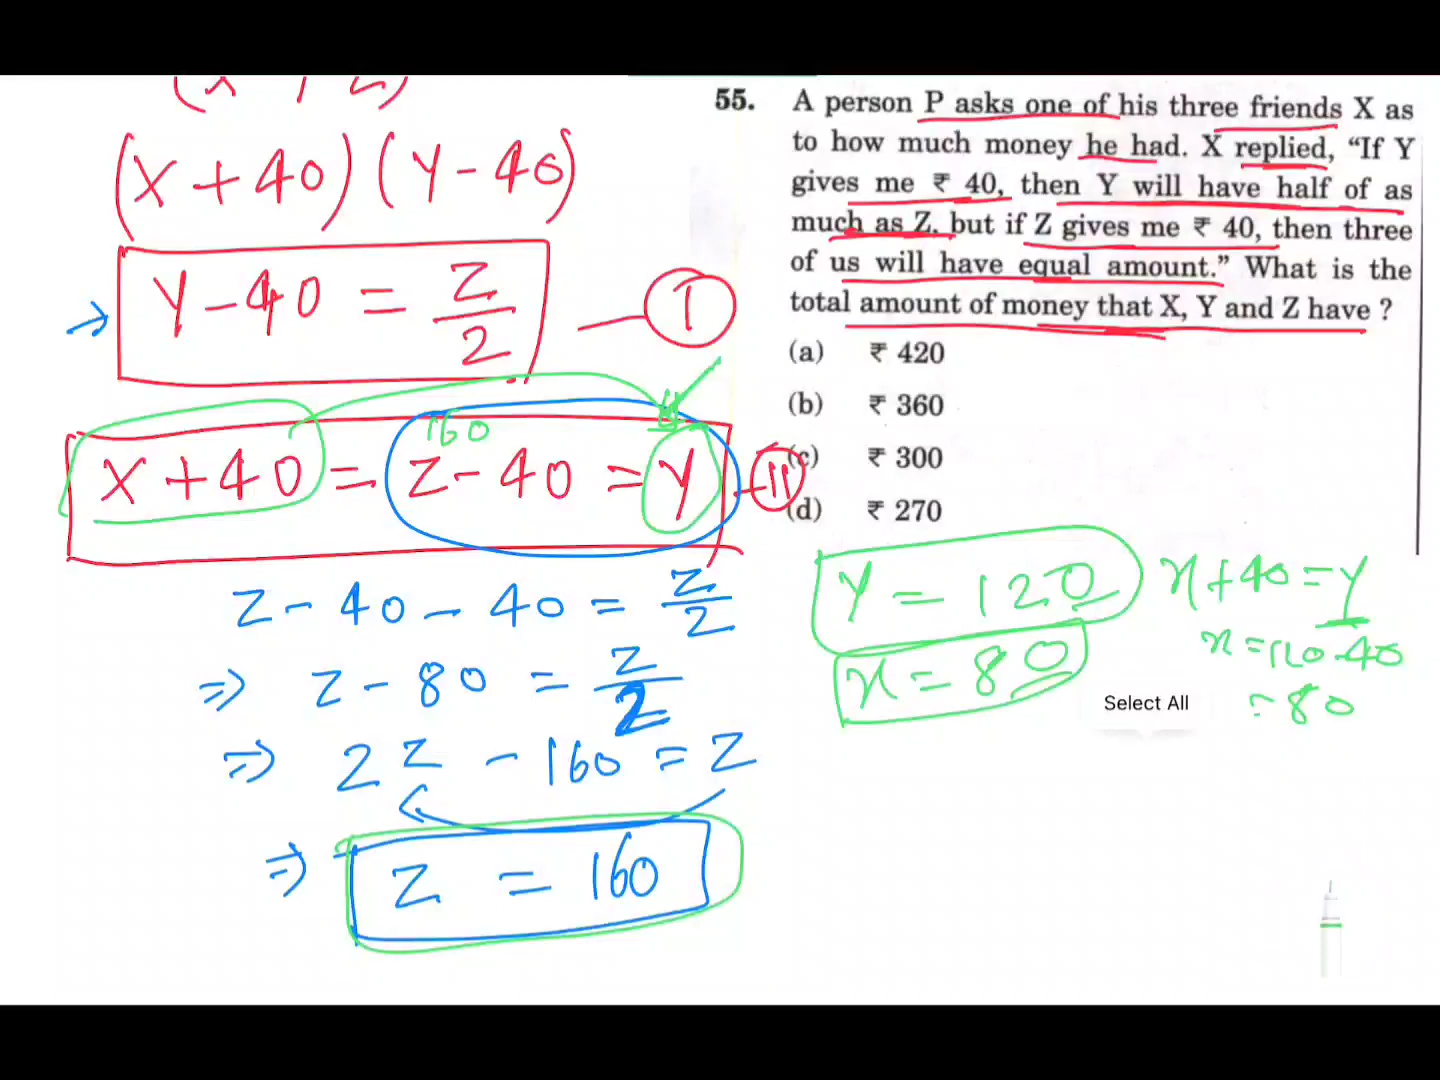 (X + 40) (Y - 40)
Y - 40 = Z/2 — I
160
X + 40 = Z - 40 = Y — II
Z - 40 - 40 = Z/2
⇒ Z - 80 = Z/2
⇒ 2Z - 160 = Z
⇒ Z = 160
55. A person P asks one of his three friends X as
to how much money he had. X replied, “If Y
gives me ₹ 40, then Y will have half of as
much as Z, but if Z gives me ₹ 40, then three
of us will have equal amount.” What is the
total amount of money that X, Y and Z have ?
(a) ₹ 420
(b) ₹ 360
(c) ₹ 300
(d) ₹ 270
Y = 120
x = 80
x + 40 = Y
x = 120 - 40
= 80
Select All